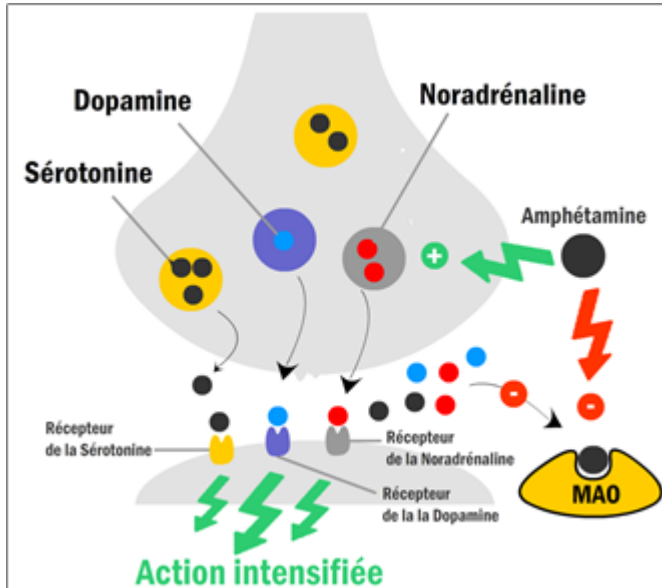 Dopamine
Noradrénaline
Sérotonine
Amphétamine
+
-
-
Récepteur
de la Sérotonine
Récepteur
de la Noradrénaline
Récepteur
de la la Dopamine
MAO
Action intensifiée